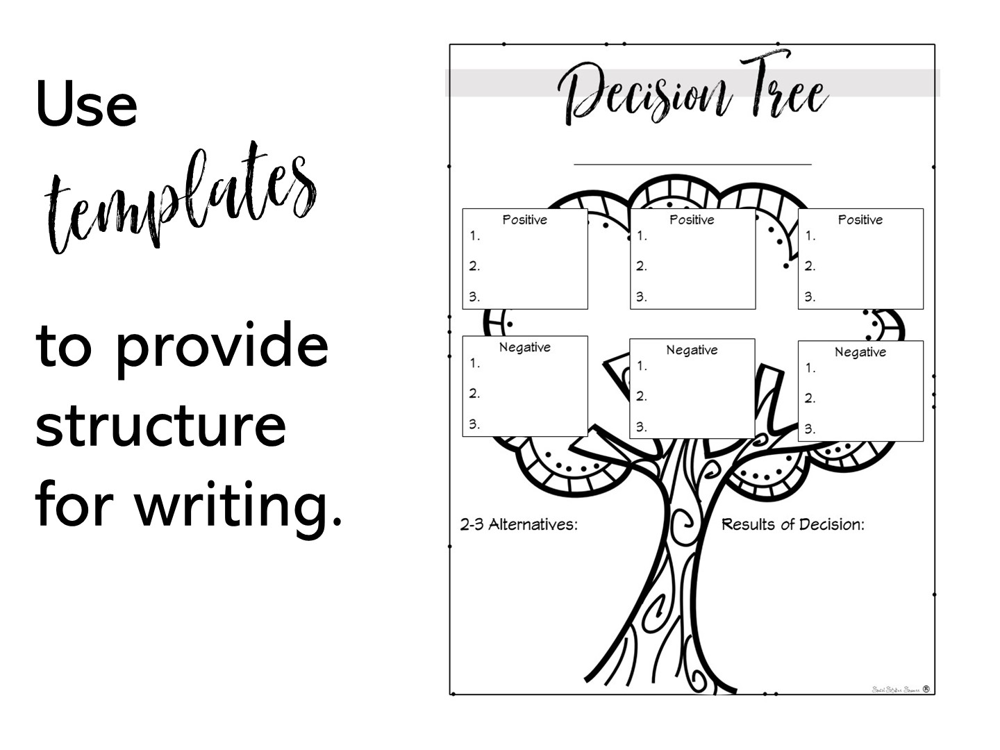 Use
templates
to provide
structure
for writing.
Decision Tree
Positive
1.
2.
3.
Positive
1.
2.
3.
Positive
1.
2.
3.
Negative
1.
2.
3.
Negative
1.
2.
3.
Negative
1.
2.
3.
2-3 Alternatives:
Results of Decision:
®